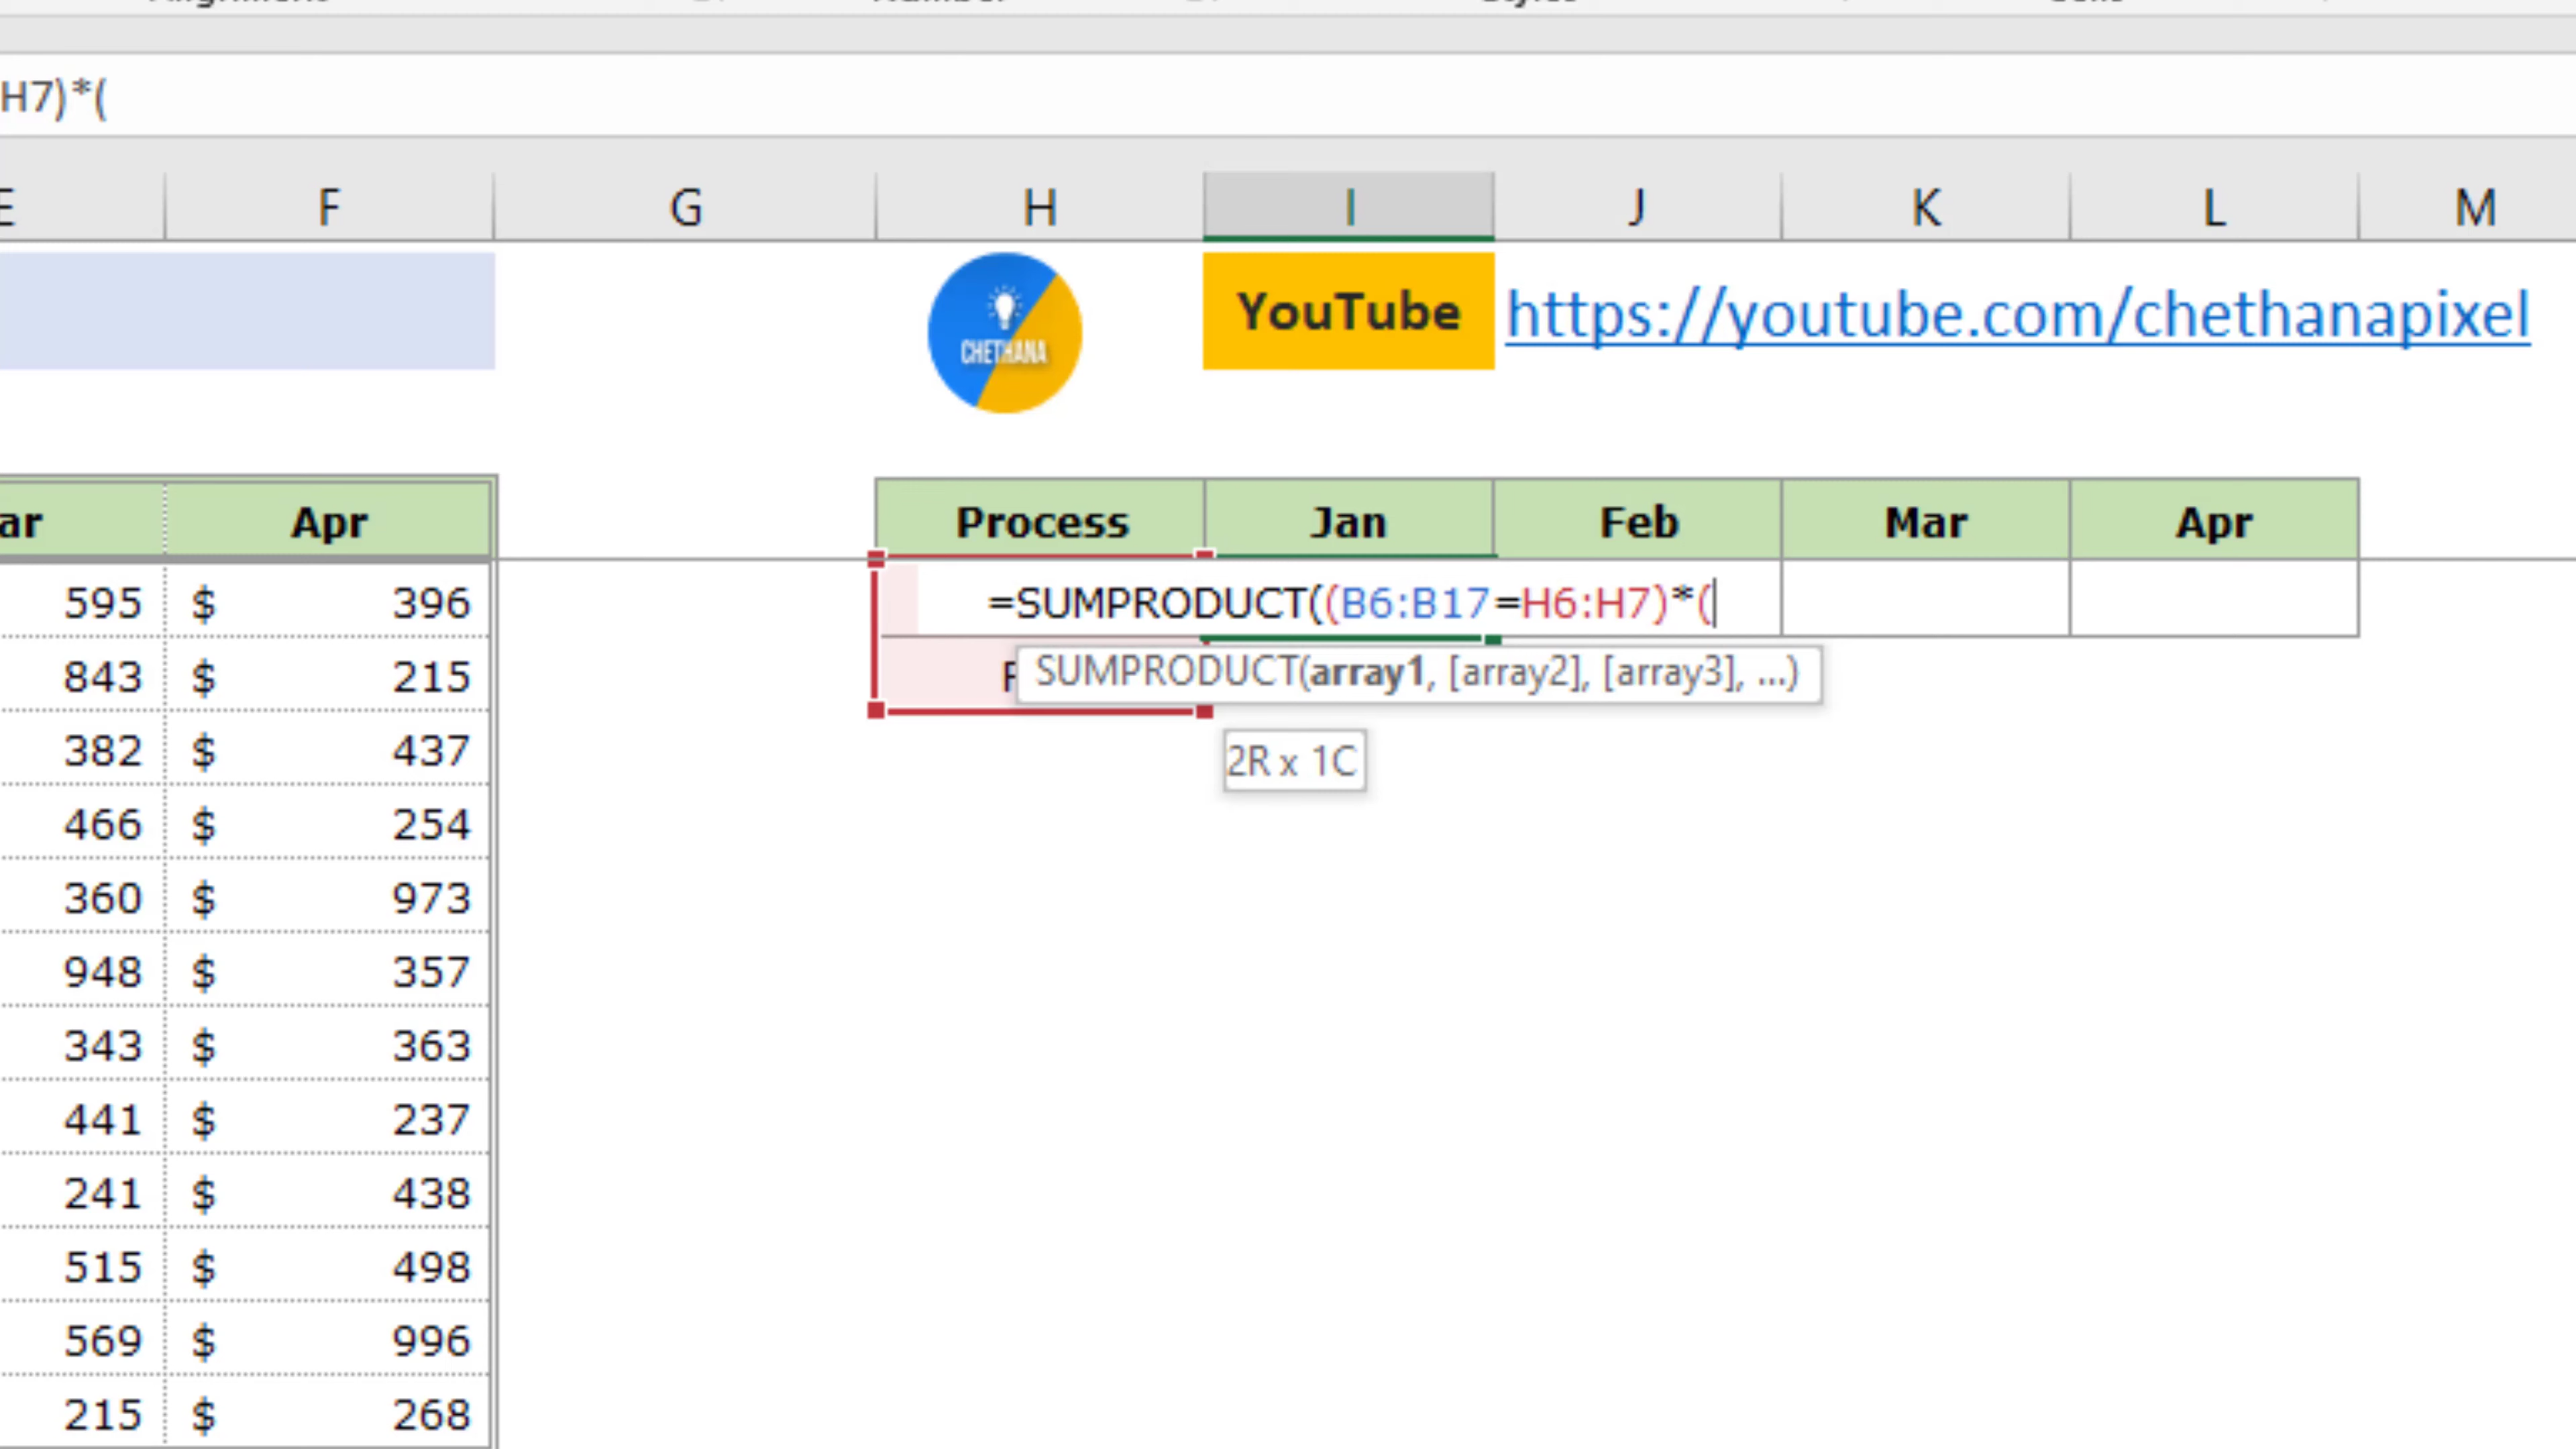 H7)*(
E F G H I J K L M
CHETHANA
YouTube https://youtube.com/chethanapixel
ar Apr Process Jan Feb Mar Apr
595 $ 396 =SUMPRODUCT((B6:B17=H6:H7)*(
843 $ 215 SUMPRODUCT(array1, [array2], [array3], ...)
382 $ 437 2R x 1C
466 $ 254
360 $ 973
948 $ 357
343 $ 363
441 $ 237
241 $ 438
515 $ 498
569 $ 996
215 $ 268